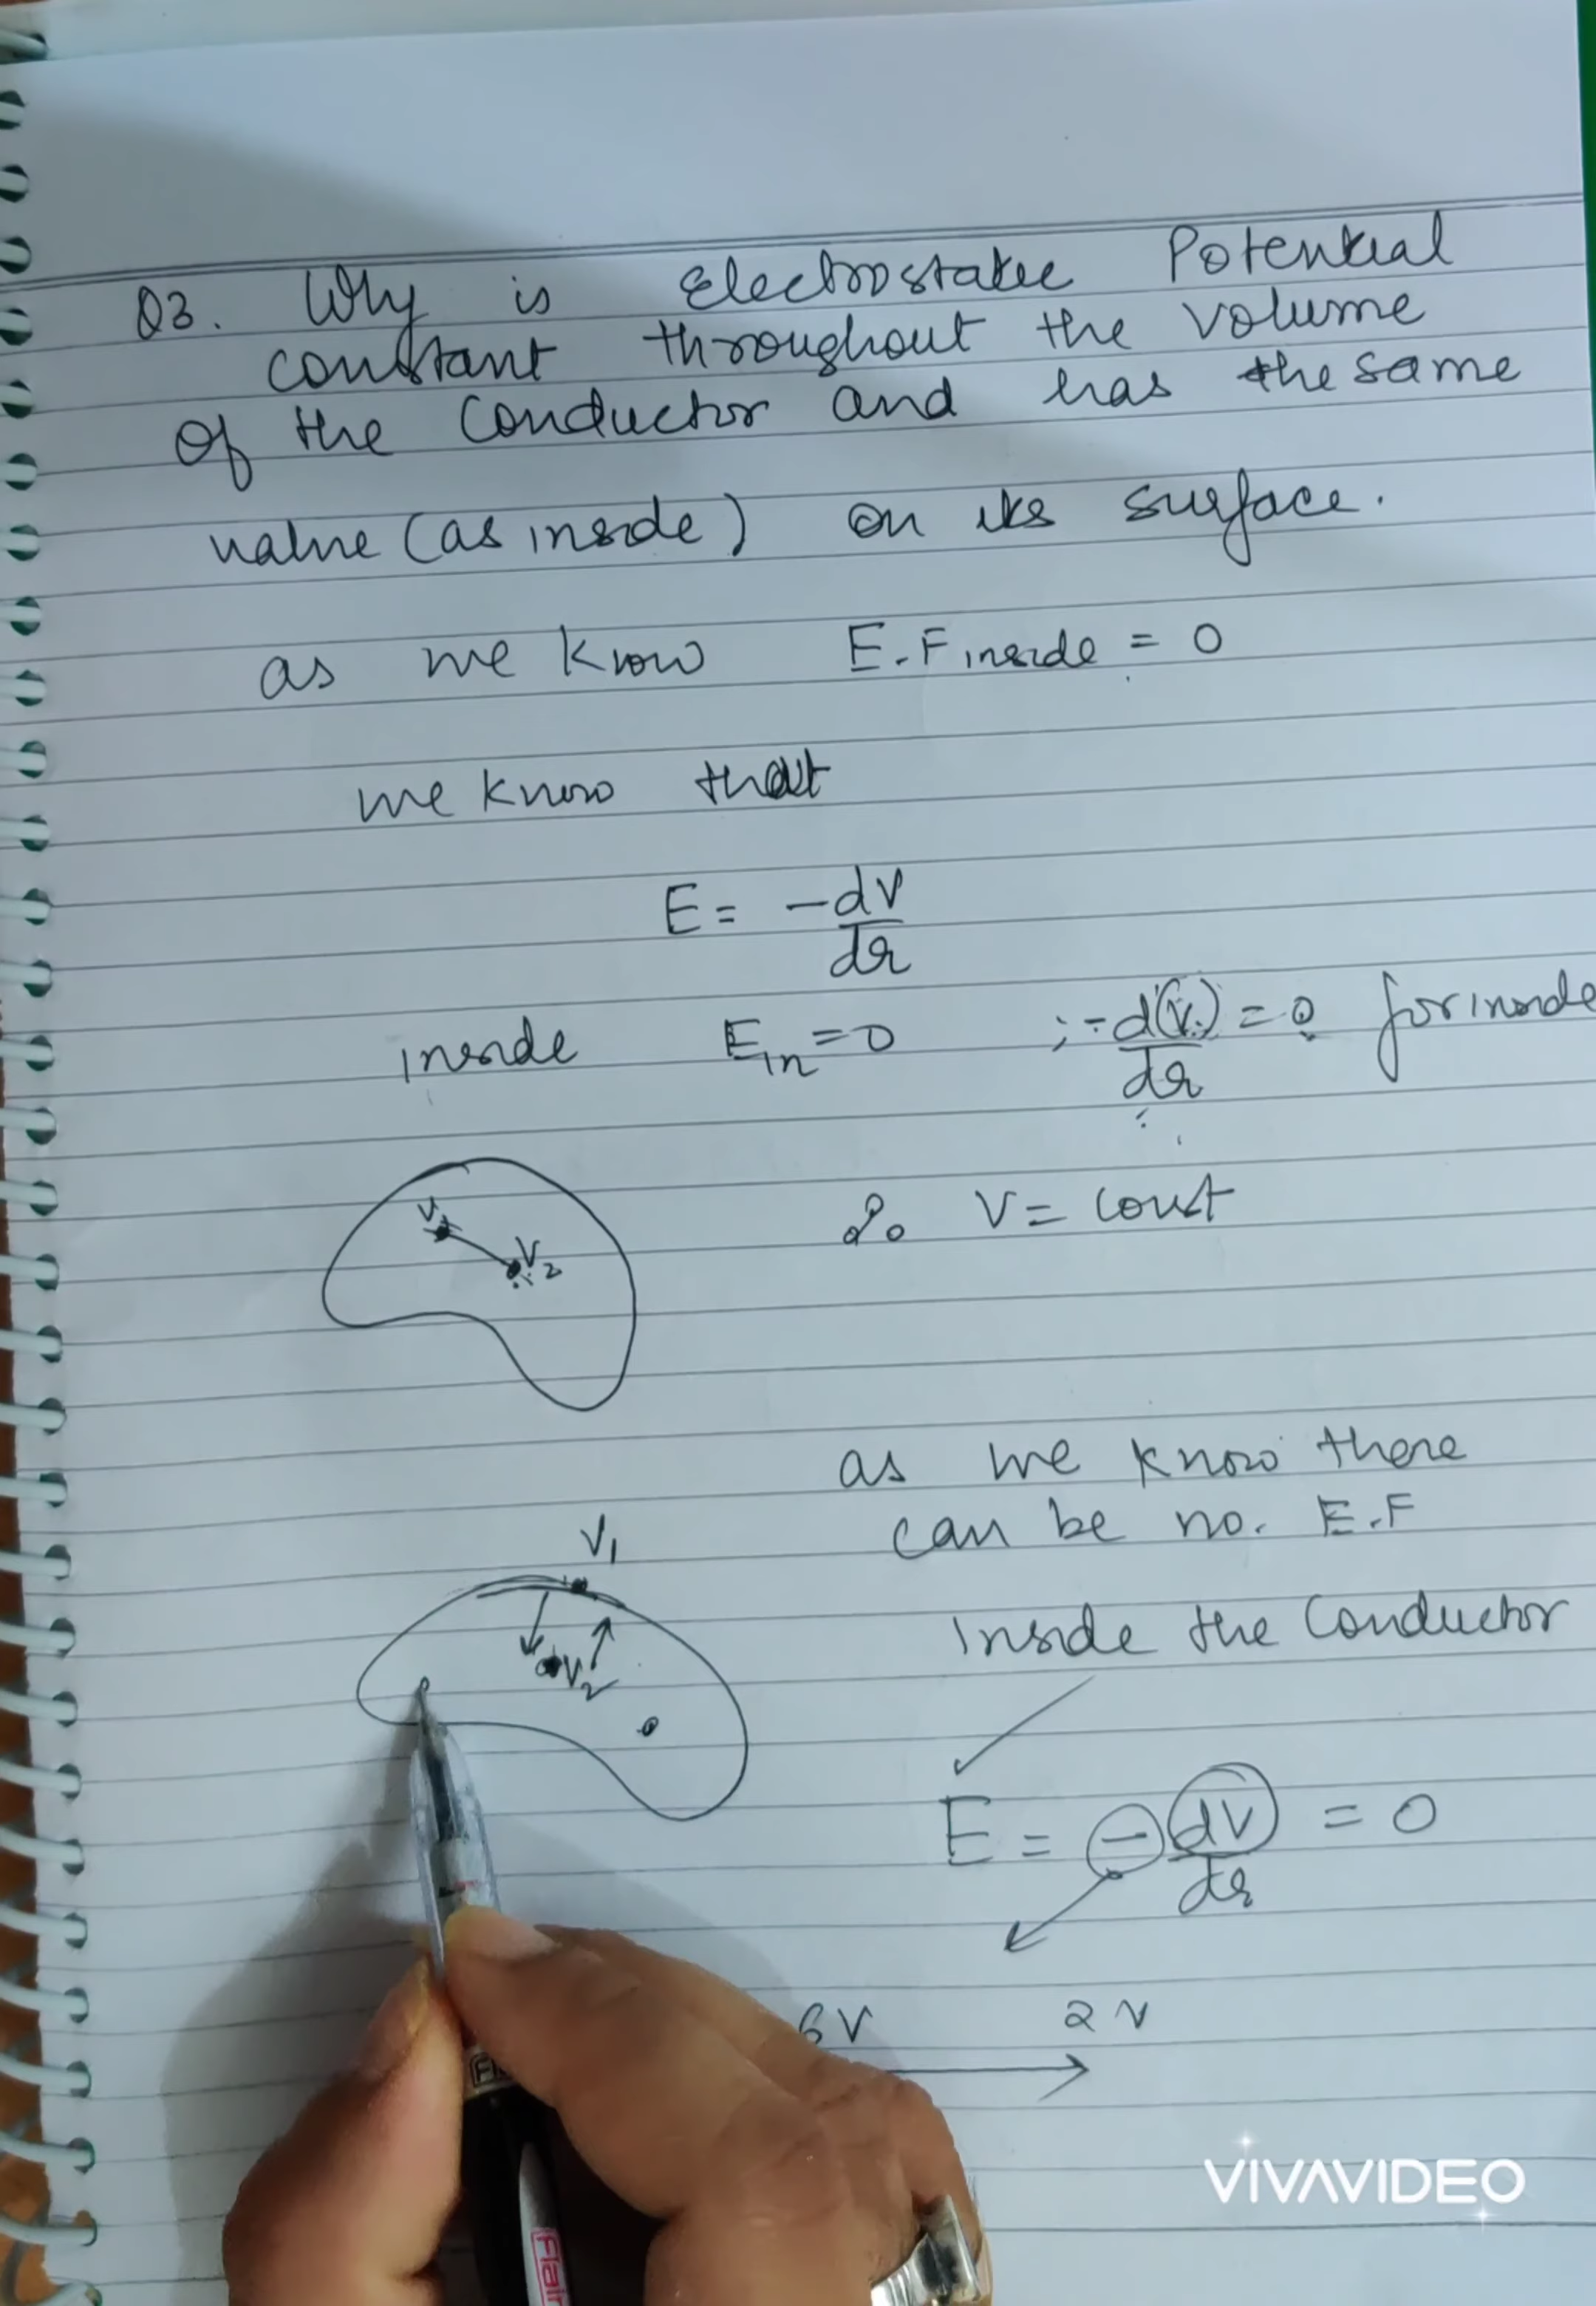 Q3. Why is Electrostatic Potential
constant throughout the volume
Of the Conductor and has the same
value (as inside) on its surface.
as we know E.F inside = 0
we know that
E = -dV
dr
inside E in = 0 ; -d(V) = 0 for inside
dr
V
V2
∴ V = const
as we know there
can be no. E.F
V1
inside the Conductor
V2
E = - dV = 0
dr
6V 2V
Flair
VIVAVIDEO